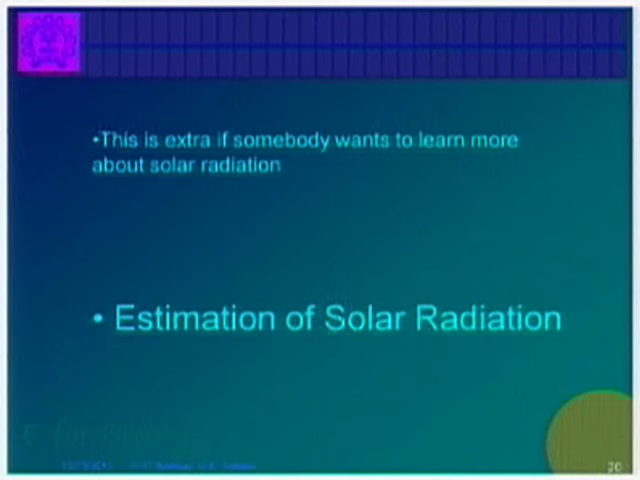 •This is extra if somebody wants to learn more
about solar radiation
• Estimation of Solar Radiation
20